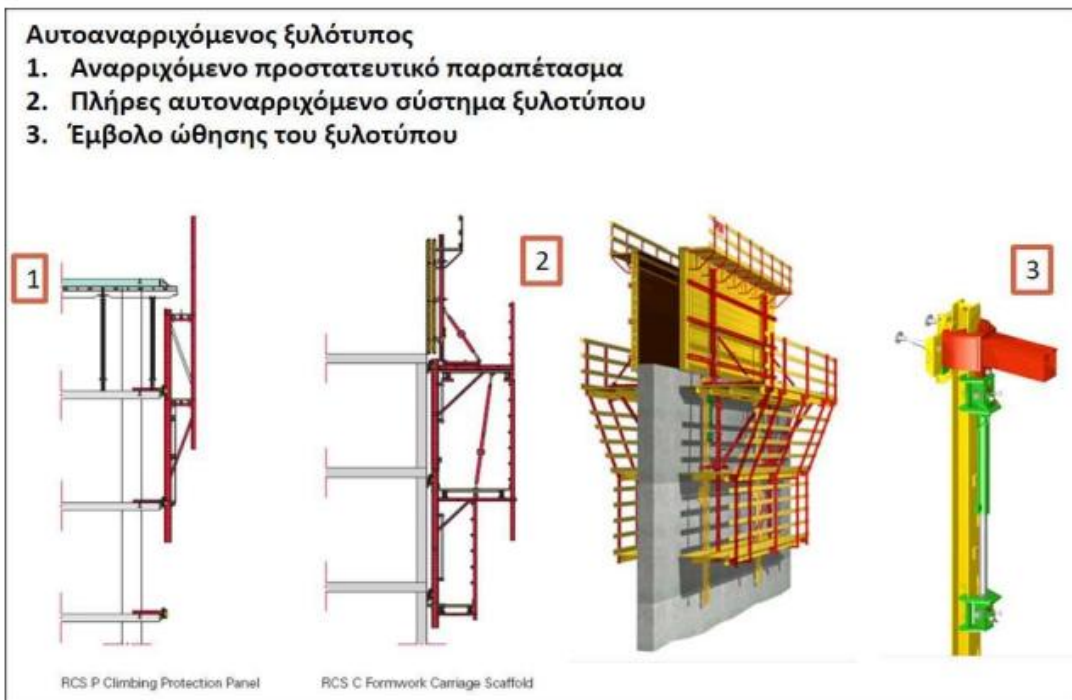 Αυτοαναρριχόμενος ξυλότυπος
1. Αναρριχόμενο προστατευτικό παραπέτασμα
2. Πλήρες αυτοναρριχόμενο σύστημα ξυλοτύπου
3. Έμβολο ώθησης του ξυλοτύπου
1
2
3
RCS P Climbing Protection Panel
RCS C Formwork Carriage Scaffold